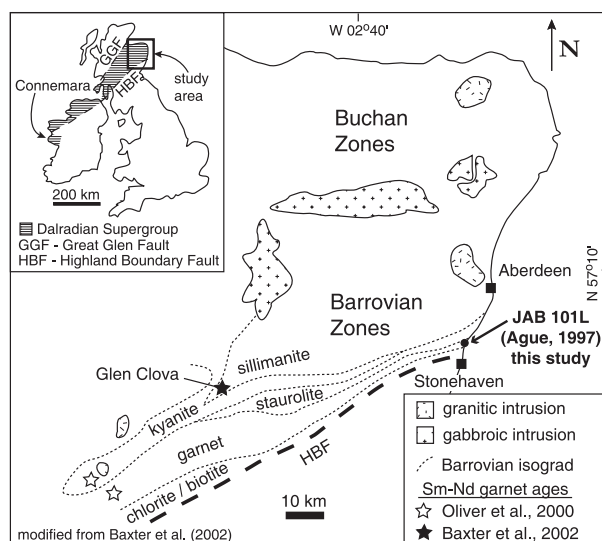 W 02°40'
N
GGF
HBF
study
area
Connemara
200 km
Dalradian Supergroup
GGF - Great Glen Fault
HBF - Highland Boundary Fault
Buchan
Zones
N 57°10'
Aberdeen
Barrovian
Zones
JAB 101L
(Ague, 1997)
this study
sillimanite
Glen Clova
staurolite
Stonehaven
kyanite
garnet
HBF
chlorite / biotite
10 km
modified from Baxter et al. (2002)
granitic intrusion
gabbroic intrusion
Barrovian isograd
Sm-Nd garnet ages
Oliver et al., 2000
Baxter et al., 2002